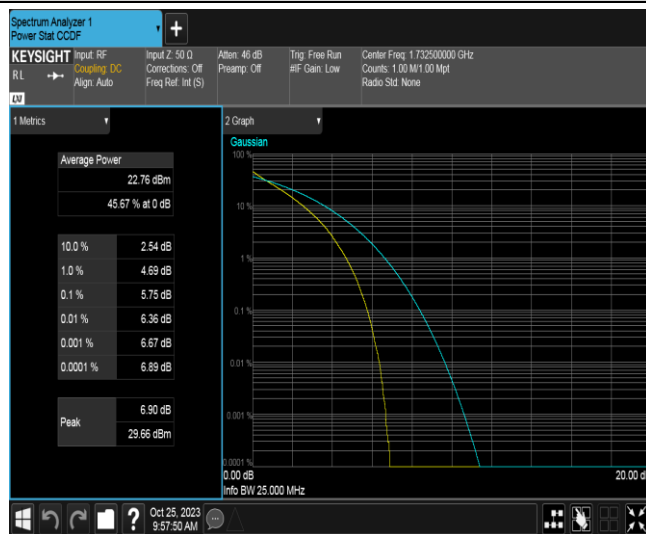 Spectrum Analyzer 1
Power Stat CCDF
+
KEYSIGHT
RL
Input: RF
Coupling: DC
Align: Auto
Input Z: 50 Ω
Corrections: Off
Freq Ref: Int (S)
Atten: 46 dB
Preamp: Off
Trig: Free Run
#IF Gain: Low
Center Freq: 1.732500000 GHz
Counts: 1.00 M/1.00 Mpt
Radio Std: None
LXI
1 Metrics
Average Power
22.76 dBm
45.67 % at 0 dB
10.0 % 2.54 dB
1.0 % 4.69 dB
0.1 % 5.75 dB
0.01 % 6.36 dB
0.001 % 6.67 dB
0.0001 % 6.89 dB
Peak
6.90 dB
29.66 dBm
2 Graph
Gaussian
100 %
10 %
1 %
0.1 %
0.01 %
0.001 %
0.0001 %
0.00 dB
20.00 d
Info BW 25.000 MHz
?
Oct 25, 2023
9:57:50 AM